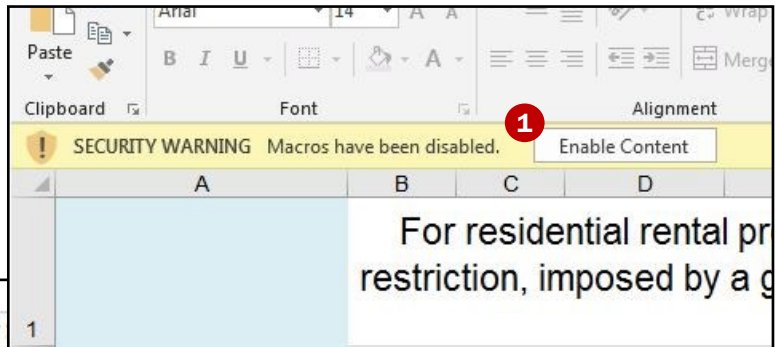 Arial 14 A A Wrap
Paste B I U A Merge
Clipboard Font Alignment
1
! SECURITY WARNING Macros have been disabled. Enable Content
A B C D
For residential rental pr
restriction, imposed by a g
1